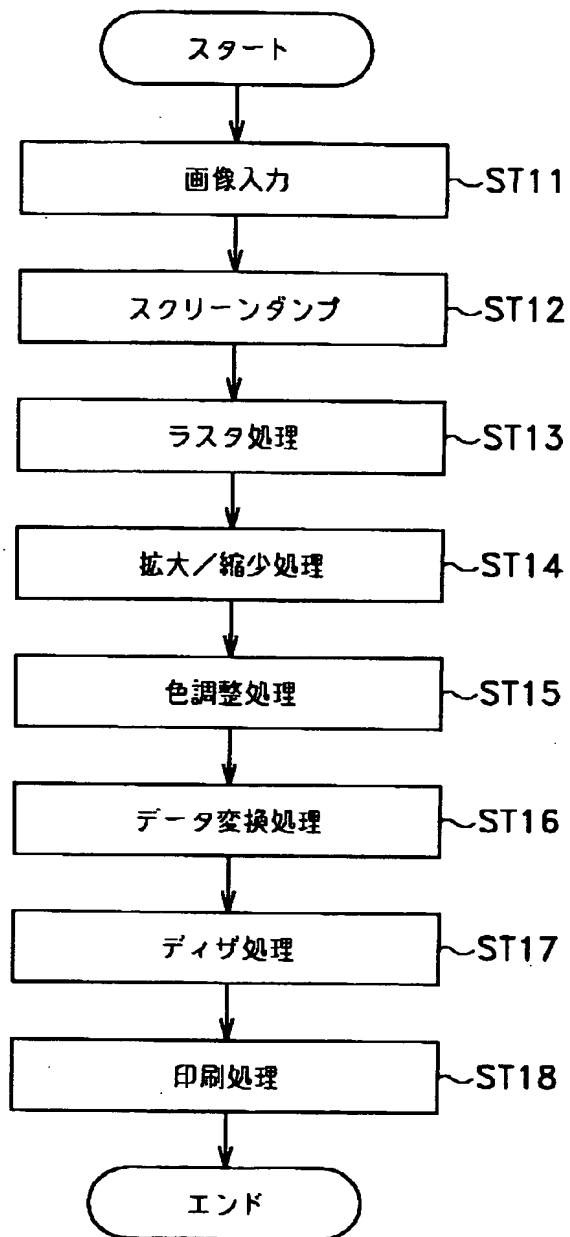 スタート
画像入力 ST11
スクリーンダンプ ST12
ラスタ処理 ST13
拡大／縮少処理 ST14
色調整処理 ST15
データ変換処理 ST16
ディザ処理 ST17
印刷処理 ST18
エンド